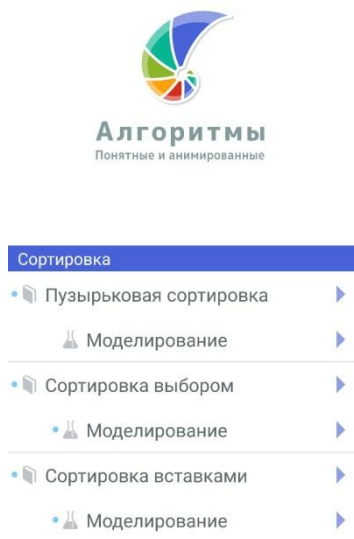 Алгоритмы
Понятные и анимированные
Сортировка
Пузырьковая сортировка
Моделирование
Сортировка выбором
Моделирование
Сортировка вставками
Моделирование